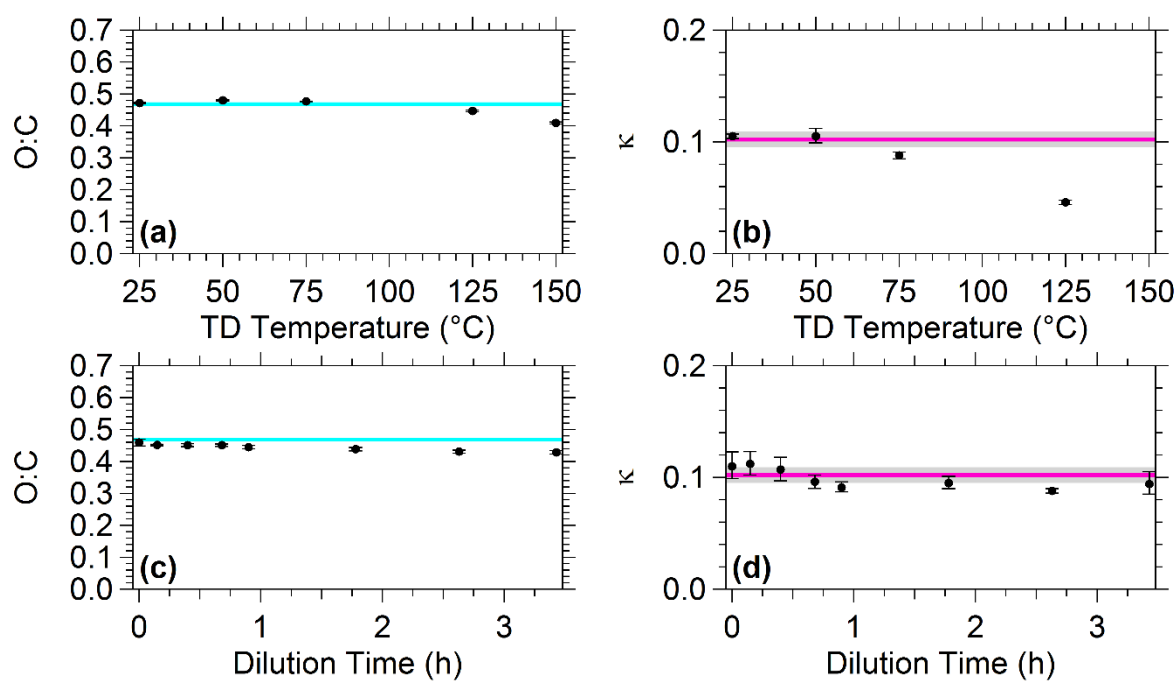 0.7
0.6
0.5
0.4
0.3
0.2
0.1
0.0
O:C
(a)
25 50 75 100 125 150
TD Temperature (°C)
0.2
0.1
0.0
κ
(b)
25 50 75 100 125 150
TD Temperature (°C)
0.7
0.6
0.5
0.4
0.3
0.2
0.1
0.0
O:C
(c)
0 1 2 3
Dilution Time (h)
0.2
0.1
0.0
κ
(d)
0 1 2 3
Dilution Time (h)